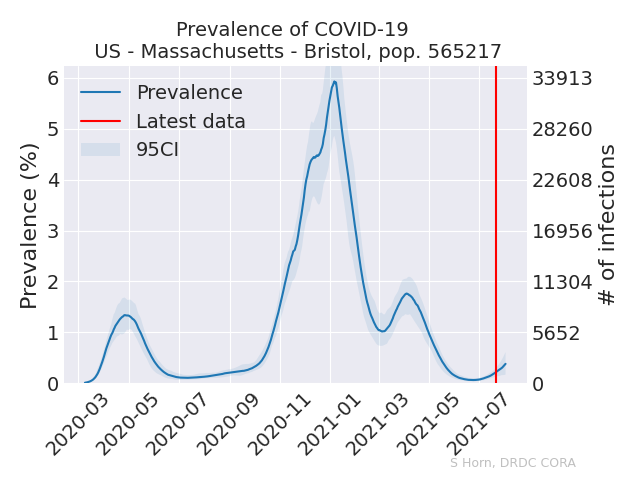 Prevalence of COVID-19
US - Massachusetts - Bristol, pop. 565217
Prevalence
Latest data
95CI
Prevalence (%)
6
5
4
3
2
1
0
33913
28260
22608
16956
11304
5652
0
# of infections
2020-03
2020-05
2020-07
2020-09
2020-11
2021-01
2021-03
2021-05
2021-07
S Horn, DRDC CORA